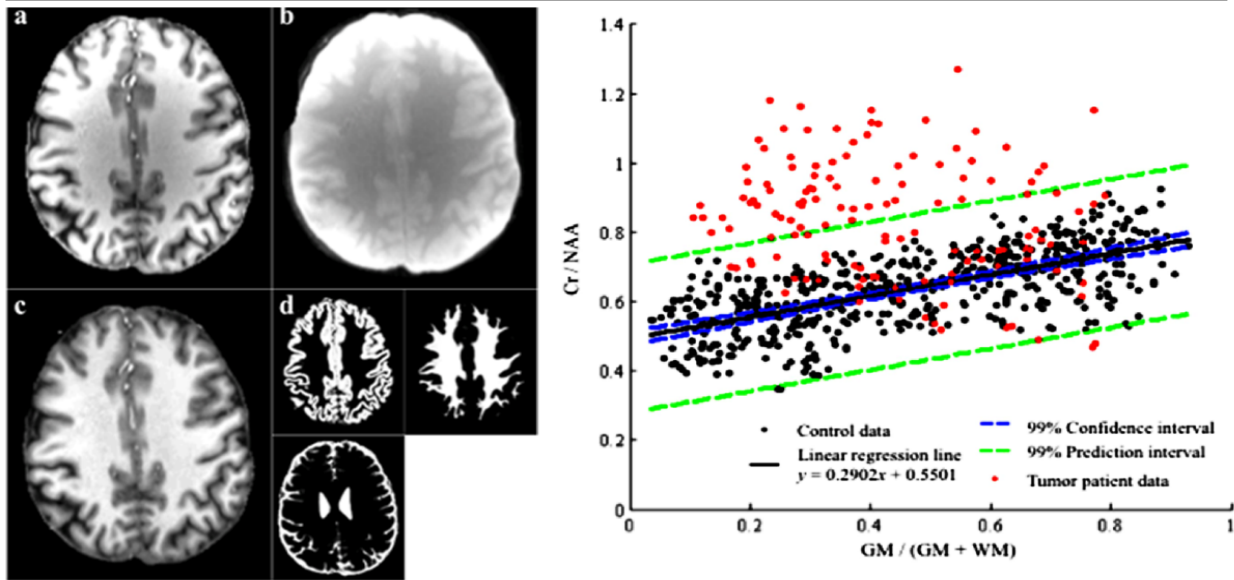 a
b
c
d
1.4
1.2
1
0.8
0.6
0.4
0.2
0
Cr / NAA
Control data
Linear regression line
y = 0.2902x + 0.5501
99% Confidence interval
99% Prediction interval
Tumor patient data
0 0.2 0.4 0.6 0.8 1
GM / (GM + WM)